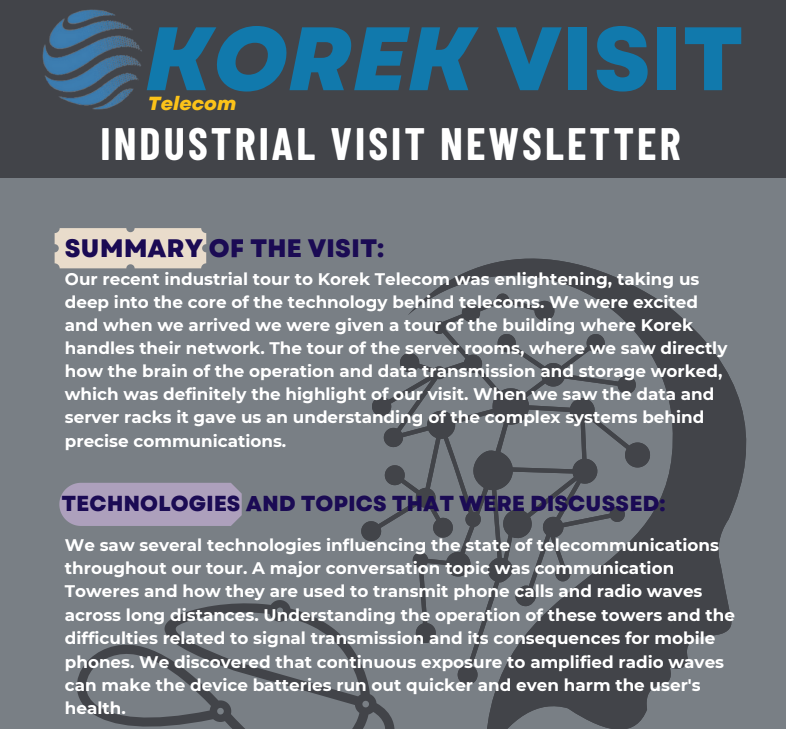 KOREK VISIT
Telecom
INDUSTRIAL VISIT NEWSLETTER
SUMMARY OF THE VISIT:
Our recent industrial tour to Korek Telecom was enlightening, taking us
deep into the core of the technology behind telecoms. We were excited
and when we arrived we were given a tour of the building where Korek
handles their network. The tour of the server rooms, where we saw directly
how the brain of the operation and data transmission and storage worked,
which was definitely the highlight of our visit. When we saw the data and
server racks it gave us an understanding of the complex systems behind
precise communications.
TECHNOLOGIES AND TOPICS THAT WERE DISCUSSED:
We saw several technologies influencing the state of telecommunications
throughout our tour. A major conversation topic was communication
Toweres and how they are used to transmit phone calls and radio waves
across long distances. Understanding the operation of these towers and the
difficulties related to signal transmission and its consequences for mobile
phones. We discovered that continuous exposure to amplified radio waves
can make the device batteries run out quicker and even harm the user's
health.